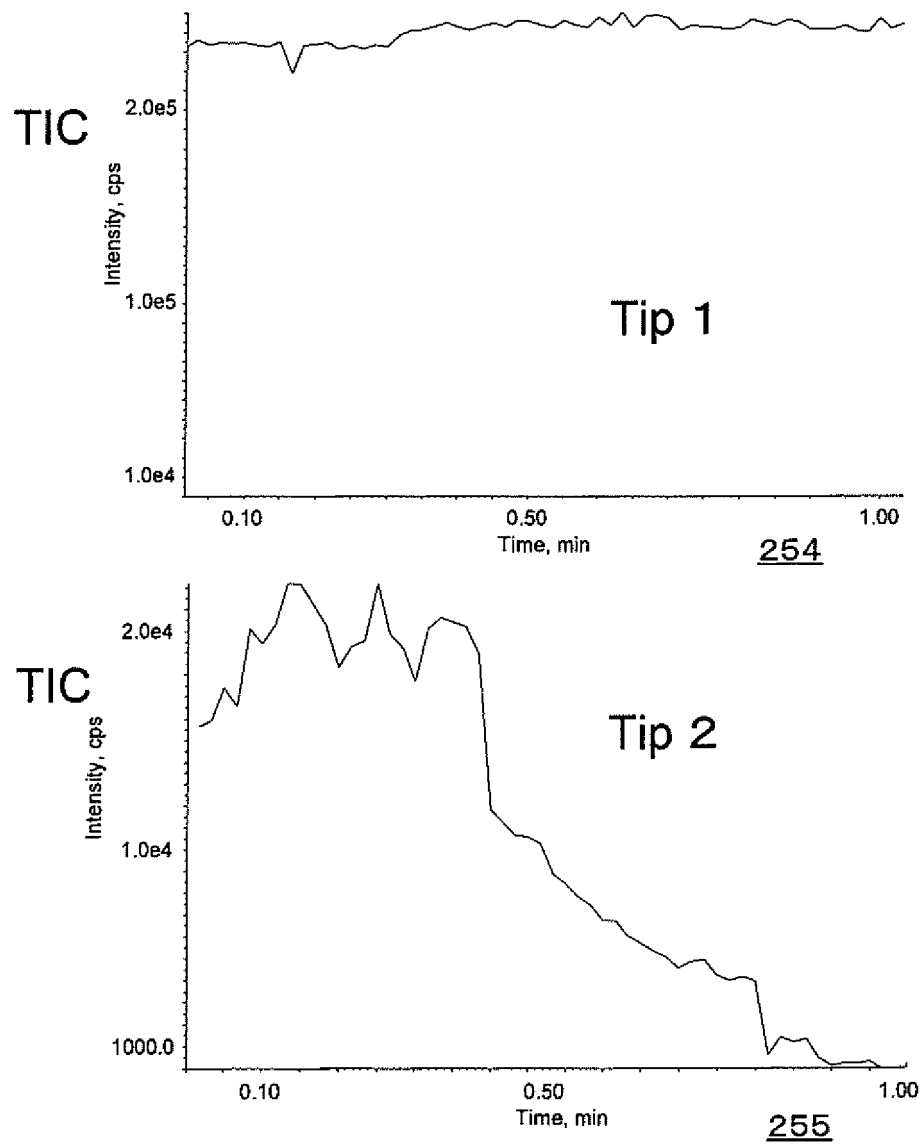 2.0e5
TIC
Intensity, cps
1.0e5
Tip 1
1.0e4
0.10 0.50 1.00
Time, min
254
2.0e4
TIC
Intensity, cps
Tip 2
1.0e4
1000.0
0.10 0.50 1.00
Time, min
255